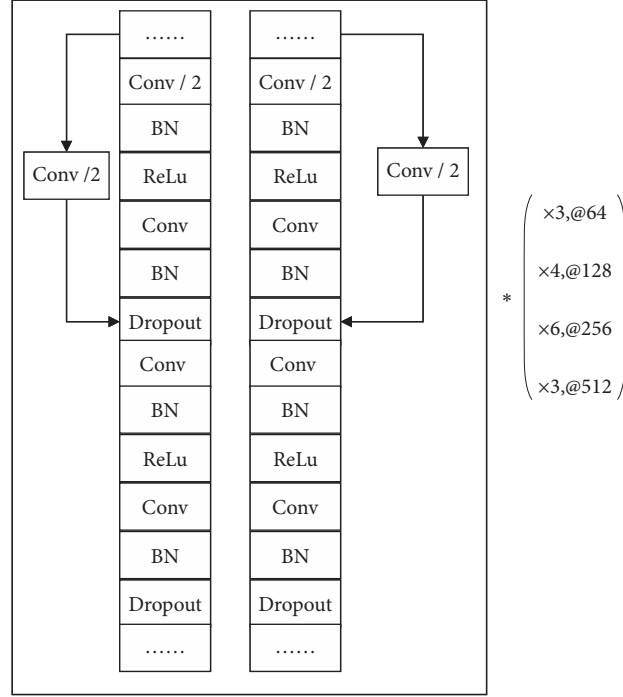 ......
......
Conv / 2
Conv / 2
BN
BN
Conv /2
ReLu
ReLu
Conv / 2
Conv
Conv
BN
BN
Dropout
Dropout
Conv
Conv
BN
BN
ReLu
ReLu
Conv
Conv
BN
BN
Dropout
Dropout
......
......
*
×3,@64
×4,@128
×6,@256
×3,@512